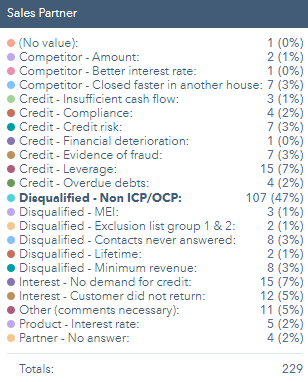 Sales Partner
(No value): 1 (0%)
Competitor - Amount: 2 (1%)
Competitor - Better interest rate: 1 (0%)
Competitor - Closed faster in another house: 7 (3%)
Credit - Insufficient cash flow: 3 (1%)
Credit - Compliance: 4 (2%)
Credit - Credit risk: 7 (3%)
Credit - Financial deterioration: 1 (0%)
Credit - Evidence of fraud: 7 (3%)
Credit - Leverage: 15 (7%)
Credit - Overdue debts: 4 (2%)
Disqualified - Non ICP/OCP: 107 (47%)
Disqualified - MEI: 3 (1%)
Disqualified - Exclusion list group 1 & 2: 2 (1%)
Disqualified - Contacts never answered: 8 (3%)
Disqualified - Lifetime: 2 (1%)
Disqualified - Minimum revenue: 8 (3%)
Interest - No demand for credit: 15 (7%)
Interest - Customer did not return: 12 (5%)
Other (comments necessary): 11 (5%)
Product - Interest rate: 5 (2%)
Partner - No answer: 4 (2%)
Totals: 229